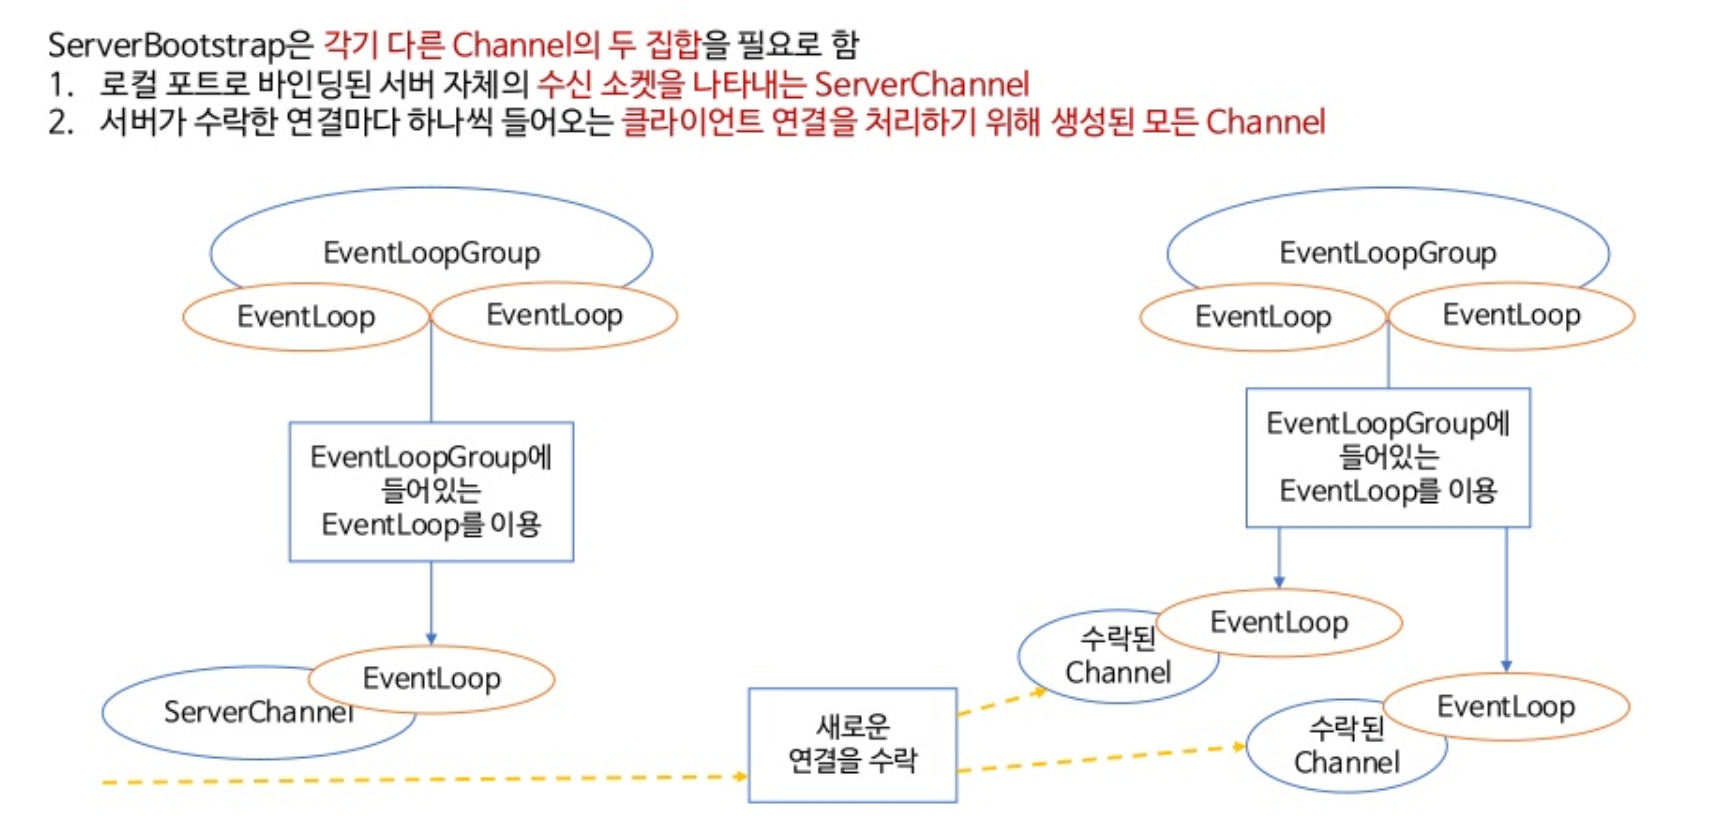 ServerBootstrap은 각기 다른 Channel의 두 집합을 필요로 함
1. 로컬 포트로 바인딩된 서버 자체의 수신 소켓을 나타내는 ServerChannel
2. 서버가 수락한 연결마다 하나씩 들어오는 클라이언트 연결을 처리하기 위해 생성된 모든 Channel
EventLoopGroup
EventLoop
EventLoop
EventLoopGroup에
들어있는
EventLoop를 이용
EventLoop
ServerChannel
새로운
연결을 수락
EventLoopGroup
EventLoop
EventLoop
EventLoopGroup에
들어있는
EventLoop를 이용
EventLoop
수락된
Channel
EventLoop
수락된
Channel